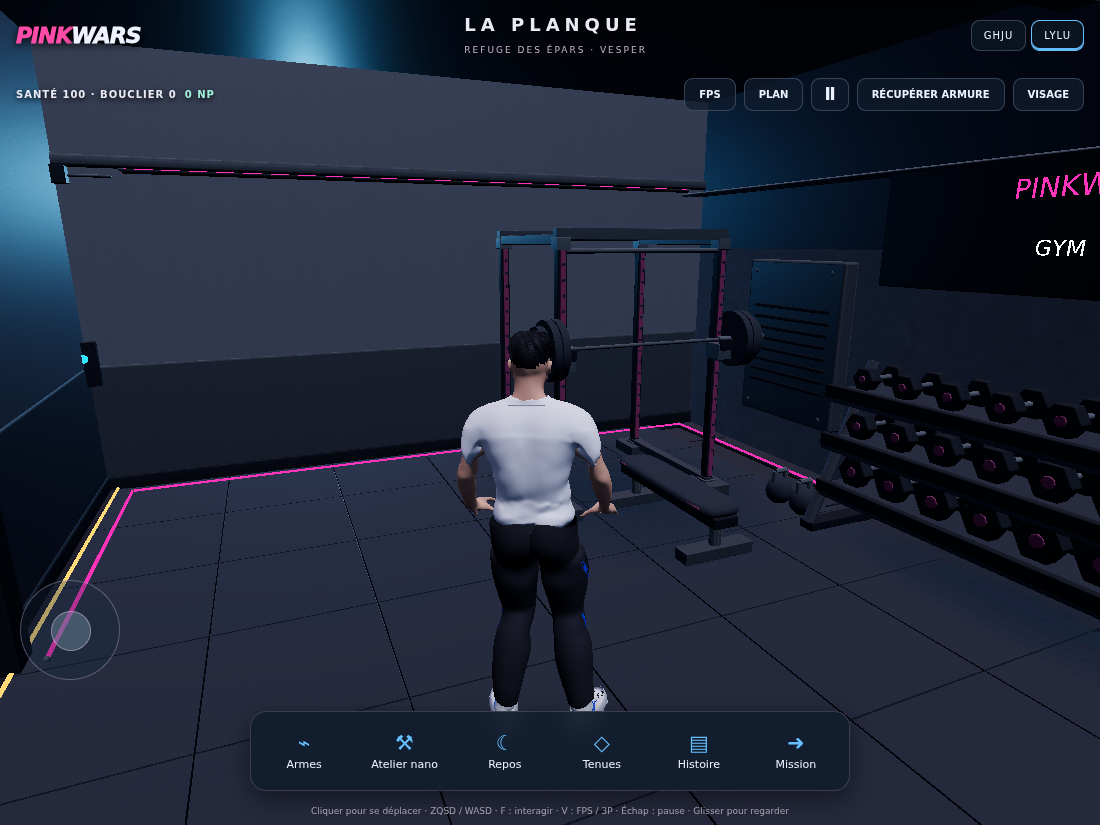 PINKWARS
LA PLANQUE
REFUGE DES ÉPARS · VESPER
GHJU
LYLU
SANTÉ 100 · BOUCLIER 0 0 NP
FPS
PLAN
RÉCUPÉRER ARMURE
VISAGE
PINKW
GYM
Armes
Atelier nano
Repos
Tenues
Histoire
Mission
Cliquer pour se déplacer · ZQSD / WASD · F : interagir · V : FPS / 3P · Échap : pause · Glisser pour regarder